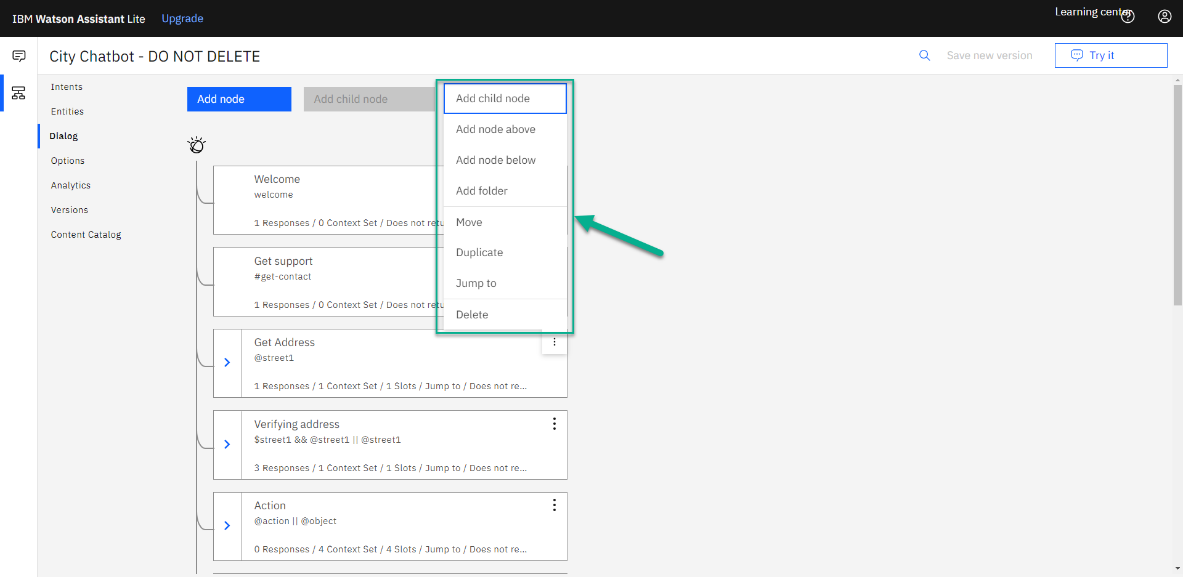 IBM Watson Assistant Lite
Upgrade
Learning center
City Chatbot - DO NOT DELETE
Save new version
Try it
Intents
Entities
Dialog
Options
Analytics
Versions
Content Catalog
Add node
Add child node
Add child node
Add node above
Add node below
Add folder
Move
Duplicate
Jump to
Delete
Welcome
welcome
1 Responses / 0 Context Set / Does not retu
Get support
#get-contact
1 Responses / 0 Context Set / Does not retu
Get Address
@street1
1 Responses / 1 Context Set / 1 Slots / Jump to / Does not re...
Verifying address
$street1 && @street1 || @street1
3 Responses / 1 Context Set / 1 Slots / Jump to / Does not re...
Action
@action || @object
0 Responses / 4 Context Set / 4 Slots / Jump to / Does not re...